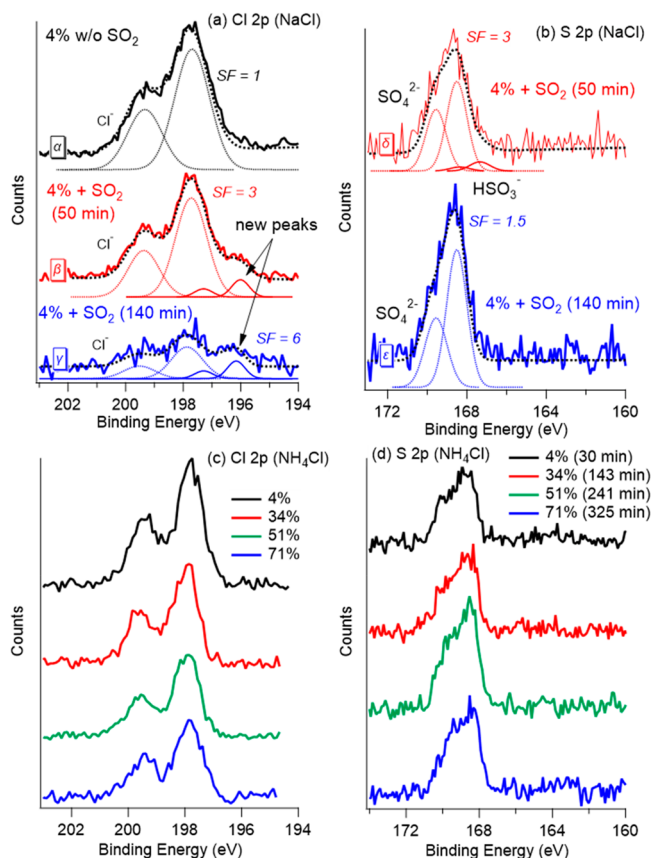 (a) Cl 2p (NaCl)
4% w/o SO₂
SF = 1
Cl⁻
α
4% + SO₂
(50 min)
SF = 3
Cl⁻
new peaks
β
4% + SO₂ (140 min)
Cl⁻
SF = 6
γ
Counts
202 200 198 196 194
Binding Energy (eV)
(b) S 2p (NaCl)
SF = 3
SO₄²⁻
4% + SO₂ (50 min)
δ
HSO₃⁻
SF = 1.5
SO₄²⁻
4% + SO₂ (140 min)
ε
Counts
172 168 164 160
Binding Energy (eV)
(c) Cl 2p (NH₄Cl)
4%
34%
51%
71%
Counts
202 200 198 196 194
Binding Energy (eV)
(d) S 2p (NH₄Cl)
4% (30 min)
34% (143 min)
51% (241 min)
71% (325 min)
Counts
172 168 164 160
Binding Energy (eV)